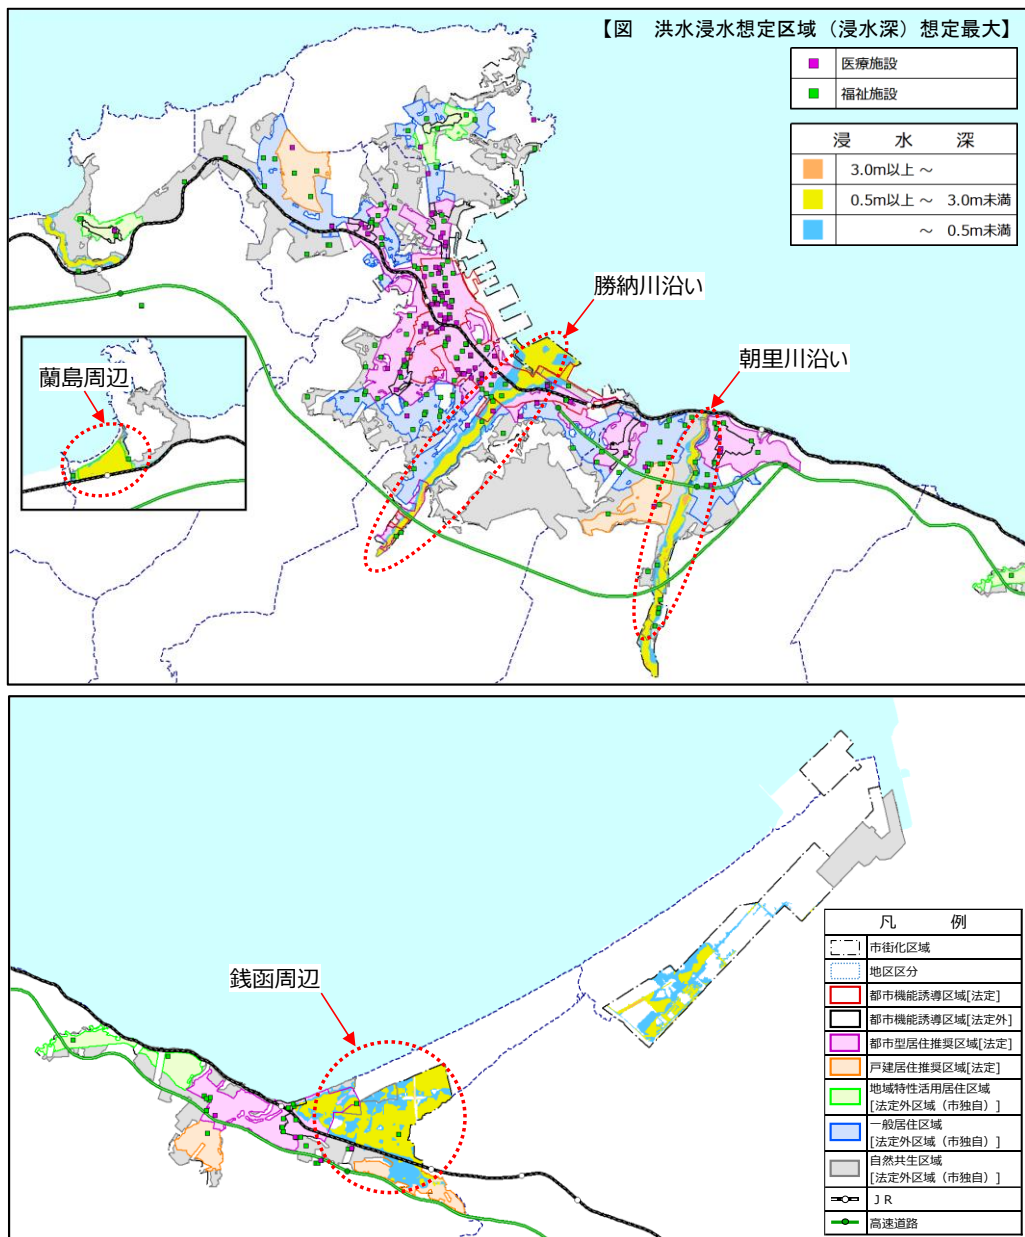 【図　洪水浸水想定区域（浸水深）想定最大】
医療施設
福祉施設
浸　水　深
3.0m以上 ～
0.5m以上 ～ 3.0m未満
～ 0.5m未満
勝納川沿い
朝里川沿い
蘭島周辺
銭函周辺
凡　例
市街化区域
地区区分
都市機能誘導区域[法定]
都市機能誘導区域[法定外]
都市型居住推奨区域[法定]
戸建居住推奨区域[法定]
地域特性活用居住区域
[法定外区域（市独自）]
一般居住区域
[法定外区域（市独自）]
自然共生区域
[法定外区域（市独自）]
ＪＲ
高速道路